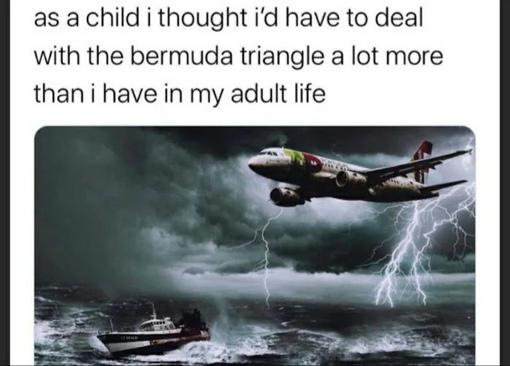 as a child i thought i'd have to deal
with the bermuda triangle a lot more
than i have in my adult life